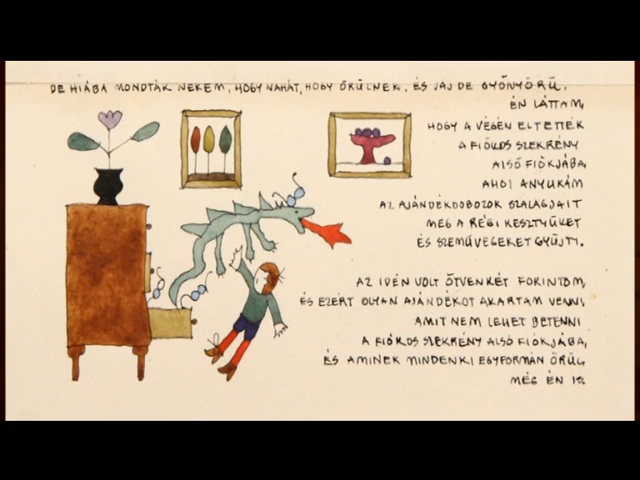 DE HIÁBA MONDTÁK NEKEM, HOGY NAHÁT, HOGY ÖRÜLNEK, ÉS JAJ DE GYÖNYÖRŰ.
ÉN LÁTTAM,
HOGY A VÉGÉN ELTETTÉK
A FIÓKOS SZEKRÉNY
ALSÓ FIÓKJÁBA,
AHOL ANYUKÁM
AZ AJÁNDÉKDOBOZOK SZALAGJAIT
MEG A RÉGI KESZTYŰKET
ÉS SZEMÜVEGEKET GYŰJTI.
AZ IDÉN VOLT ÖTVENKÉT FORINTOM,
ÉS EZÉRT OLYAN AJÁNDÉKOT AKARTAM VENNI,
AMIT NEM LEHET BETENNI
A FIÓKOS SZEKRÉNY ALSÓ FIÓKJÁBA,
ÉS AMINEK MINDENKI EGYFORMÁN ÖRÜL,
MÉG ÉN IS.